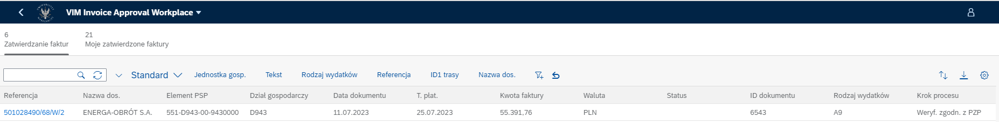 VIM Invoice Approval Workplace
6 21
Zatwierdzanie faktur Moje zatwierdzone faktury
Standard Jednostka gosp. Tekst Rodzaj wydatków Referencja ID1 trasy Nazwa dos.
Referencja Nazwa dos. Element PSP Dział gospodarczy Data dokumentu T. płat. Kwota faktury Waluta Status ID dokumentu Rodzaj wydatków Krok procesu
501028490/68/W/2 ENERGA-OBRÓT S.A. 551-D943-00-9430000 D943 11.07.2023 25.07.2023 55.391,76 PLN 6543 A9 Weryf. zgodn. z PZP